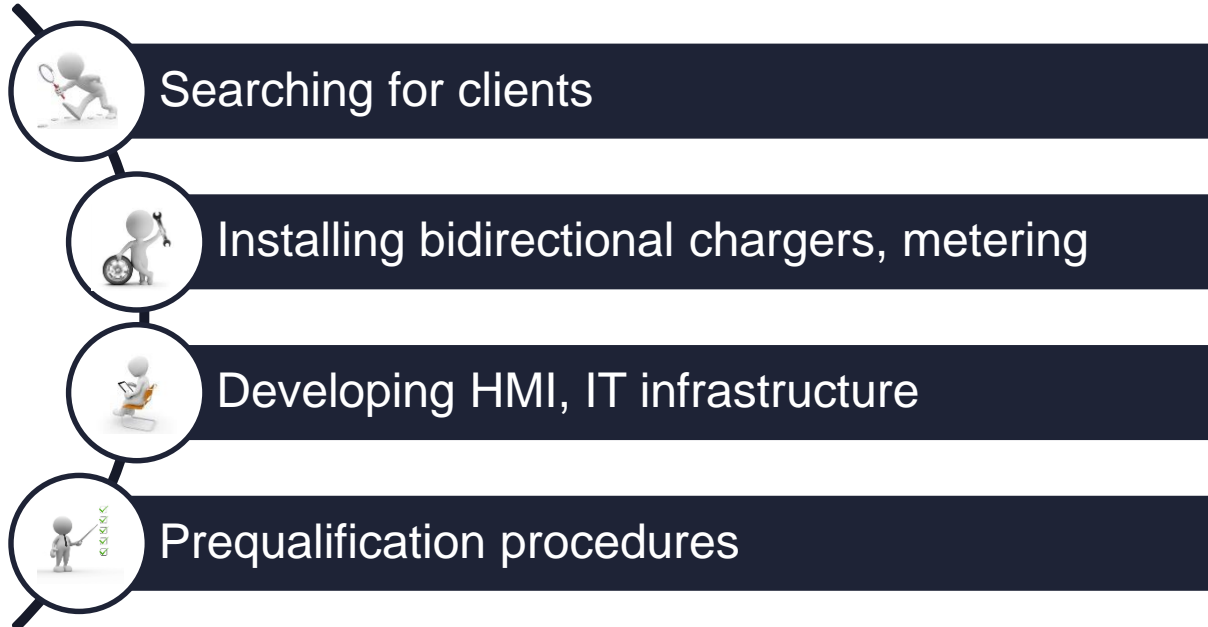 Searching for clients
Installing bidirectional chargers, metering
Developing HMI, IT infrastructure
Prequalification procedures